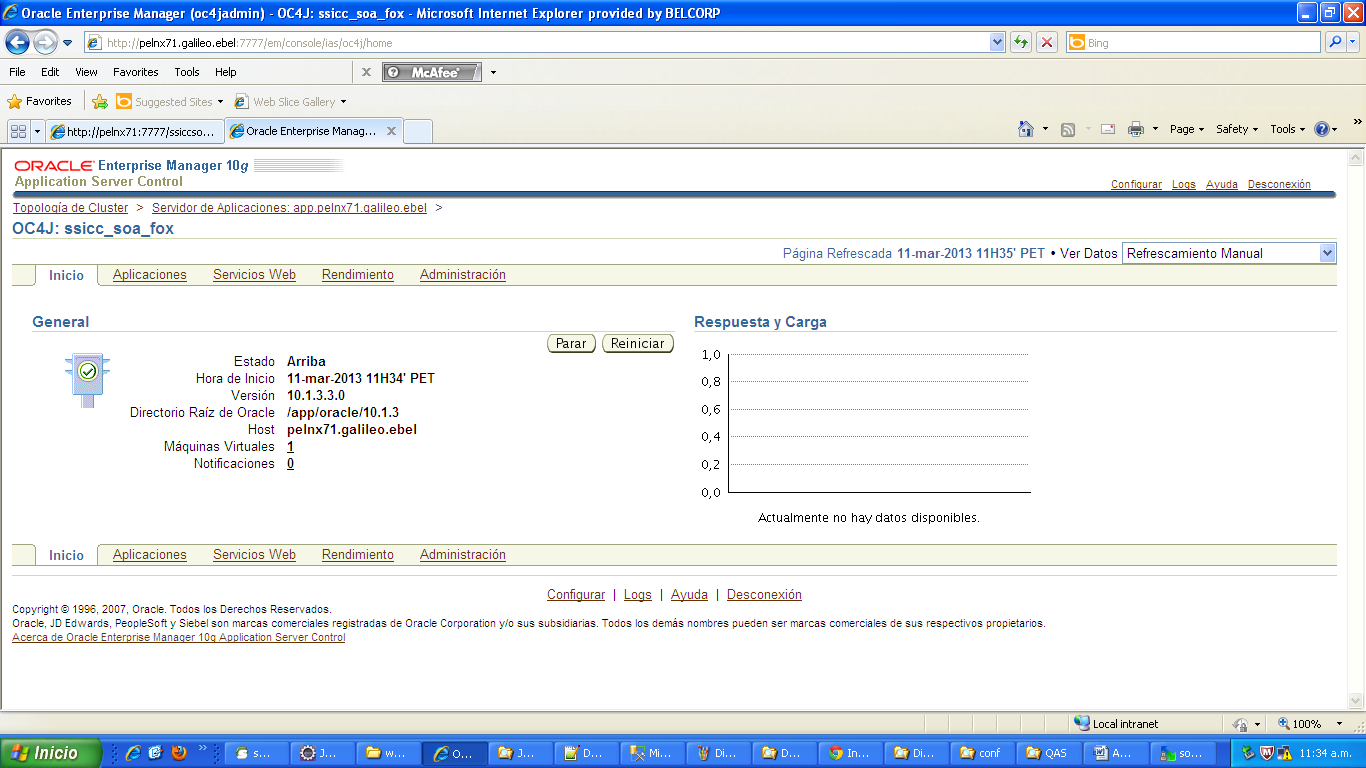 Oracle Enterprise Manager (oc4jadmin) - OC4J: ssicc_soa_fox - Microsoft Internet Explorer provided by BELCORP
http://pelnx71.galileo.ebel:7777/em/console/ias/oc4j/home
Bing
File Edit View Favorites Tools Help
McAfee
Favorites Suggested Sites Web Slice Gallery
http://pelnx71:7777/ssiccso... Oracle Enterprise Manag...
Page Safety Tools
ORACLE Enterprise Manager 10g
Application Server Control
Configurar Logs Ayuda Desconexión
Topología de Cluster > Servidor de Aplicaciones: app.pelnx71.galileo.ebel >
OC4J: ssicc_soa_fox
Página Refrescada 11-mar-2013 11H35' PET • Ver Datos Refrescamiento Manual
Inicio Aplicaciones Servicios Web Rendimiento Administración
General
Parar Reiniciar
Estado Arriba
Hora de Inicio 11-mar-2013 11H34' PET
Versión 10.1.3.3.0
Directorio Raíz de Oracle /app/oracle/10.1.3
Host pelnx71.galileo.ebel
Máquinas Virtuales 1
Notificaciones 0
Respuesta y Carga
1,0
0,8
0,6
0,4
0,2
0,0
Actualmente no hay datos disponibles.
Inicio Aplicaciones Servicios Web Rendimiento Administración
Configurar | Logs | Ayuda | Desconexión
Copyright © 1996, 2007, Oracle. Todos los Derechos Reservados.
Oracle, JD Edwards, PeopleSoft y Siebel son marcas comerciales registradas de Oracle Corporation y/o sus subsidiarias. Todos los demás nombres pueden ser marcas comerciales de sus respectivos propietarios.
Acerca de Oracle Enterprise Manager 10g Application Server Control
Local intranet 100%
Inicio s... J... w... O... J... D... Mi... Di... D... In... Di... conf QAS A... so... 11:34 a.m.